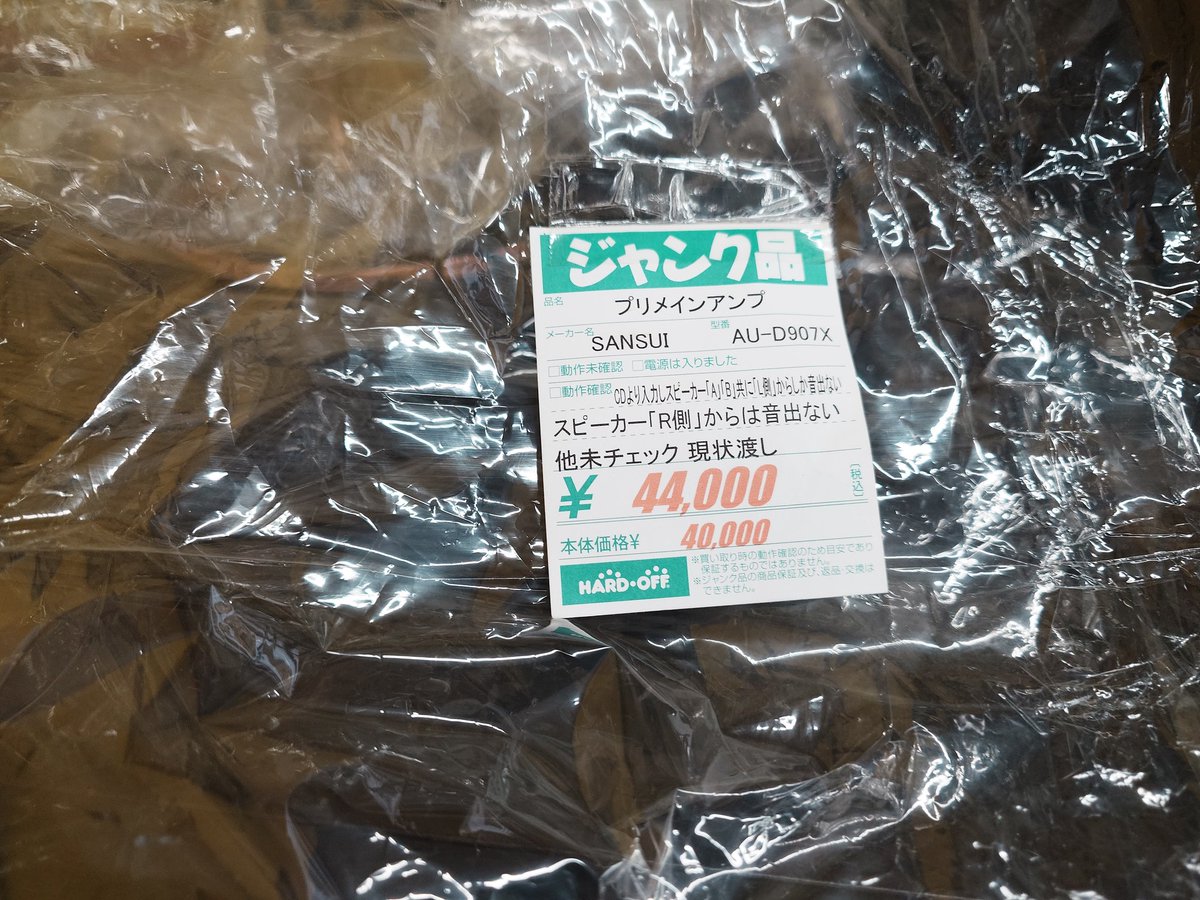 ジャンク品
品名 プリメインアンプ
メーカー名 SANSUI 型番 AU-D907X
□動作未確認 □電源は入りました
□動作確認 CDより入力しスピーカー「A」「B」共に「L側」からしか音出ない
スピーカー「R側」からは音出ない
他未チェック 現状渡し
¥ 44,000 (税込)
本体価格¥ 40,000
HARD・OFF
※買い取り時の動作確認のため目安であり
保証するものではありません。
※ジャンク品の商品保証及び、返品・交換は
できません。